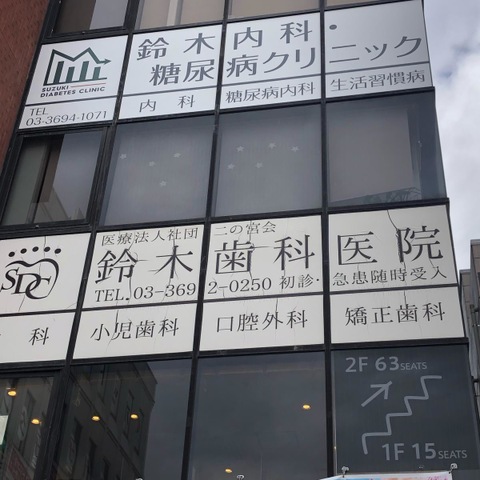 鈴木内科・
糖尿病クリニック
SUZUKI
DIABETES CLINIC
TEL
03-3694-1071
内科 糖尿病内科 生活習慣病
医療法人社団 二の宮会
SDC
鈴木歯科医院
TEL.03-3692-0250 初診・急患随時受入
科 小児歯科 口腔外科 矯正歯科
2F 63 SEATS
1F 15 SEATS